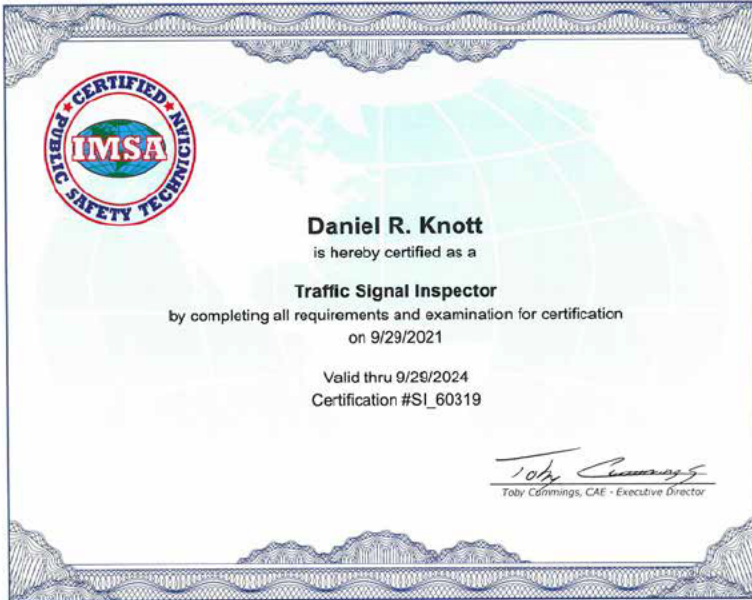 CERTIFIED
IMSA
PUBLIC SAFETY TECHNICIAN
Daniel R. Knott
is hereby certified as a
Traffic Signal Inspector
by completing all requirements and examination for certification
on 9/29/2021
Valid thru 9/29/2024
Certification #SI_60319
Toby Cummings
Toby Cummings, CAE - Executive Director